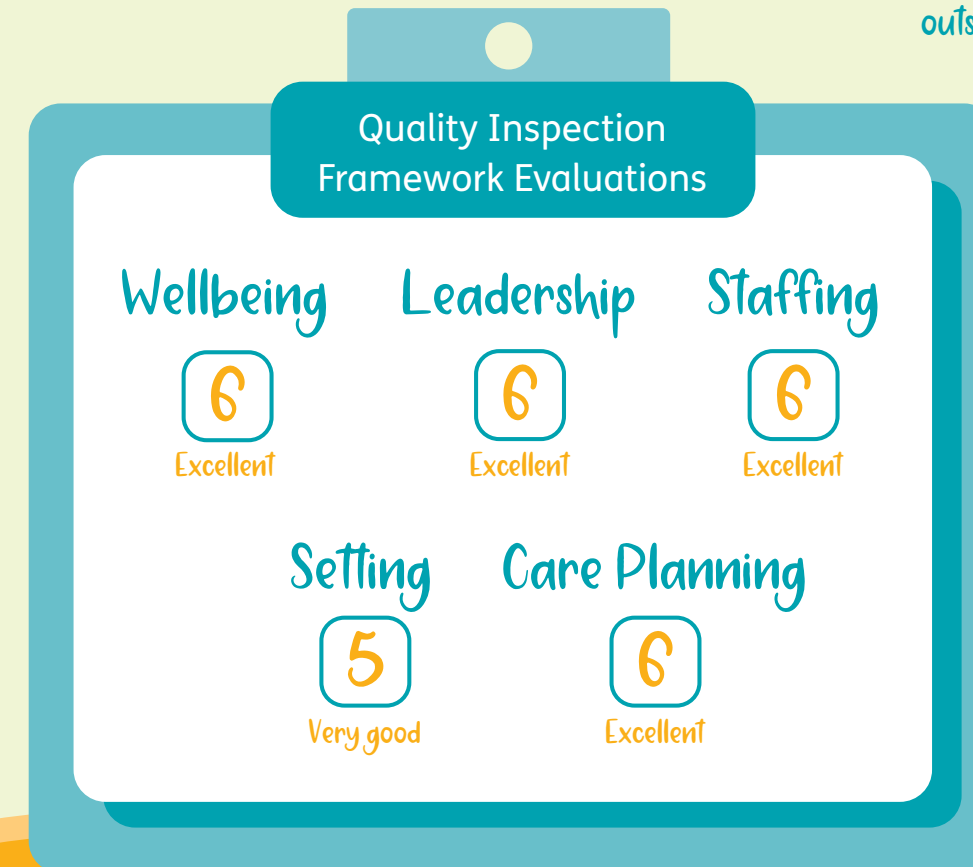 Quality Inspection
Framework Evaluations
Wellbeing
Leadership
Staffing
6
6
6
Excellent
Excellent
Excellent
Setting
Care Planning
5
6
Very good
Excellent